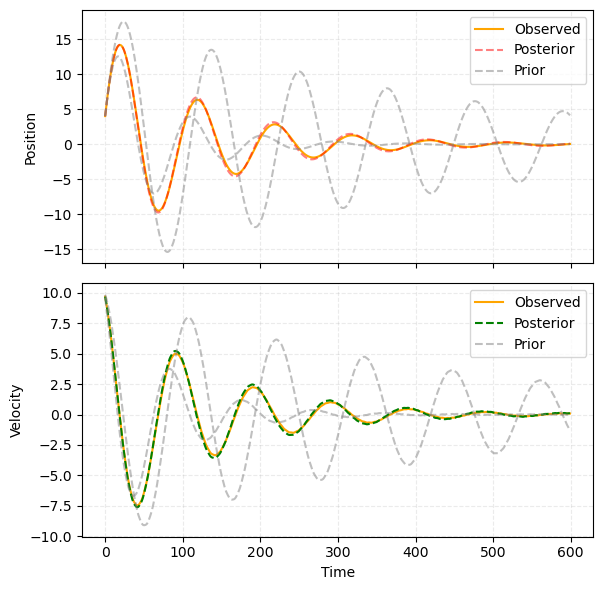 15
10
5
0
−5
−10
−15
Position
Observed
Posterior
Prior
10.0
7.5
5.0
2.5
0.0
−2.5
−5.0
−7.5
−10.0
Velocity
Observed
Posterior
Prior
0
100
200
300
400
500
600
Time